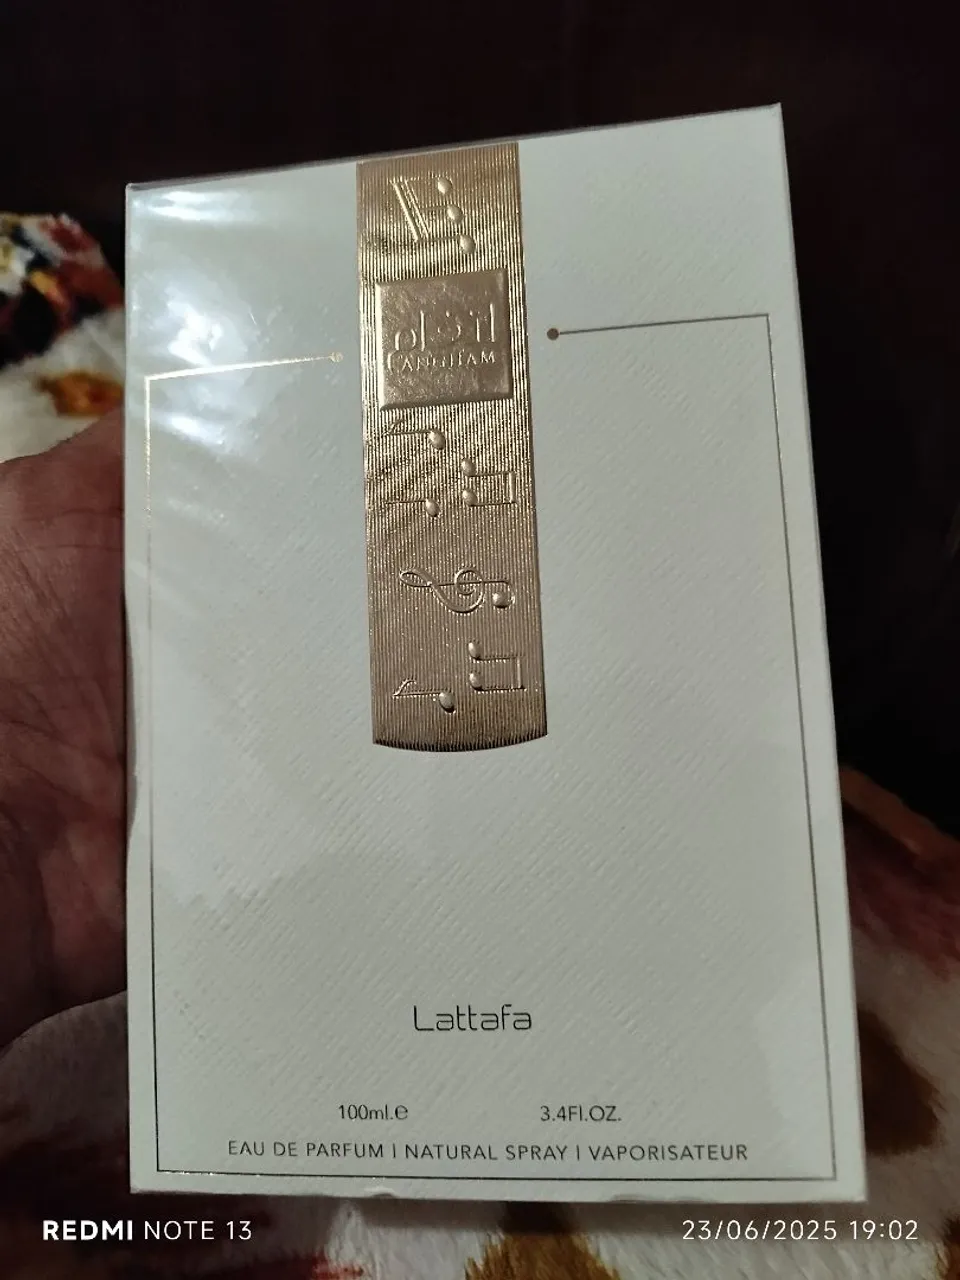 انغام
ANGHAM
Lattafa
100ml.e 3.4Fl.OZ.
EAU DE PARFUM | NATURAL SPRAY | VAPORISATEUR
REDMI NOTE 13 23/06/2025 19:02